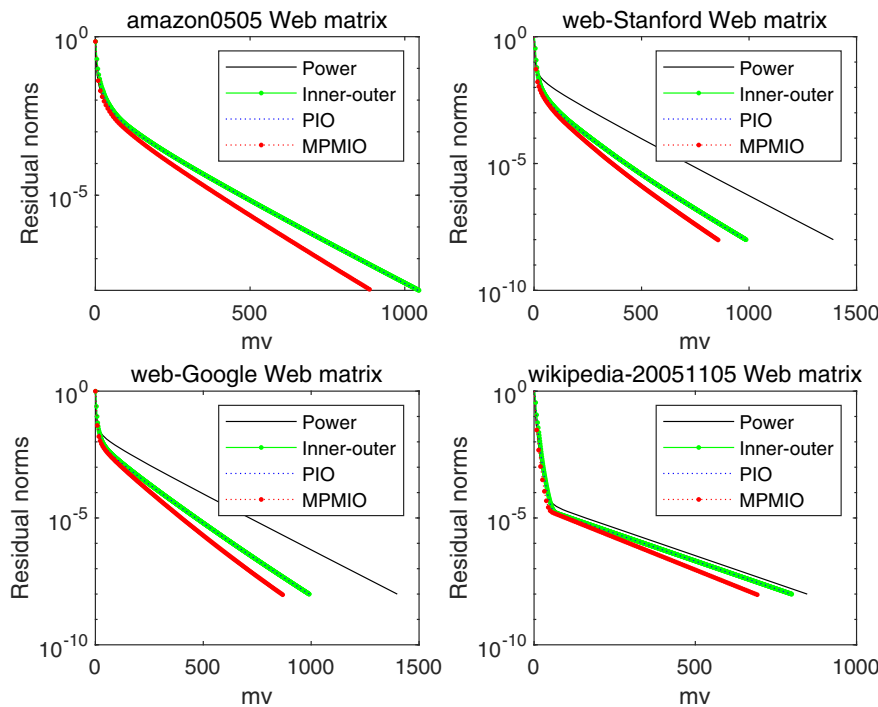 amazon0505 Web matrix
10^0
10^-5
Residual norms
Power
Inner-outer
PIO
MPMIO
0
500
1000
mv
web-Stanford Web matrix
10^0
10^-5
10^-10
Residual norms
Power
Inner-outer
PIO
MPMIO
0
500
1000
1500
mv
web-Google Web matrix
10^0
10^-5
10^-10
Residual norms
Power
Inner-outer
PIO
MPMIO
0
500
1000
1500
mv
wikipedia-20051105 Web matrix
10^0
10^-5
10^-10
Residual norms
Power
Inner-outer
PIO
MPMIO
0
500
1000
mv